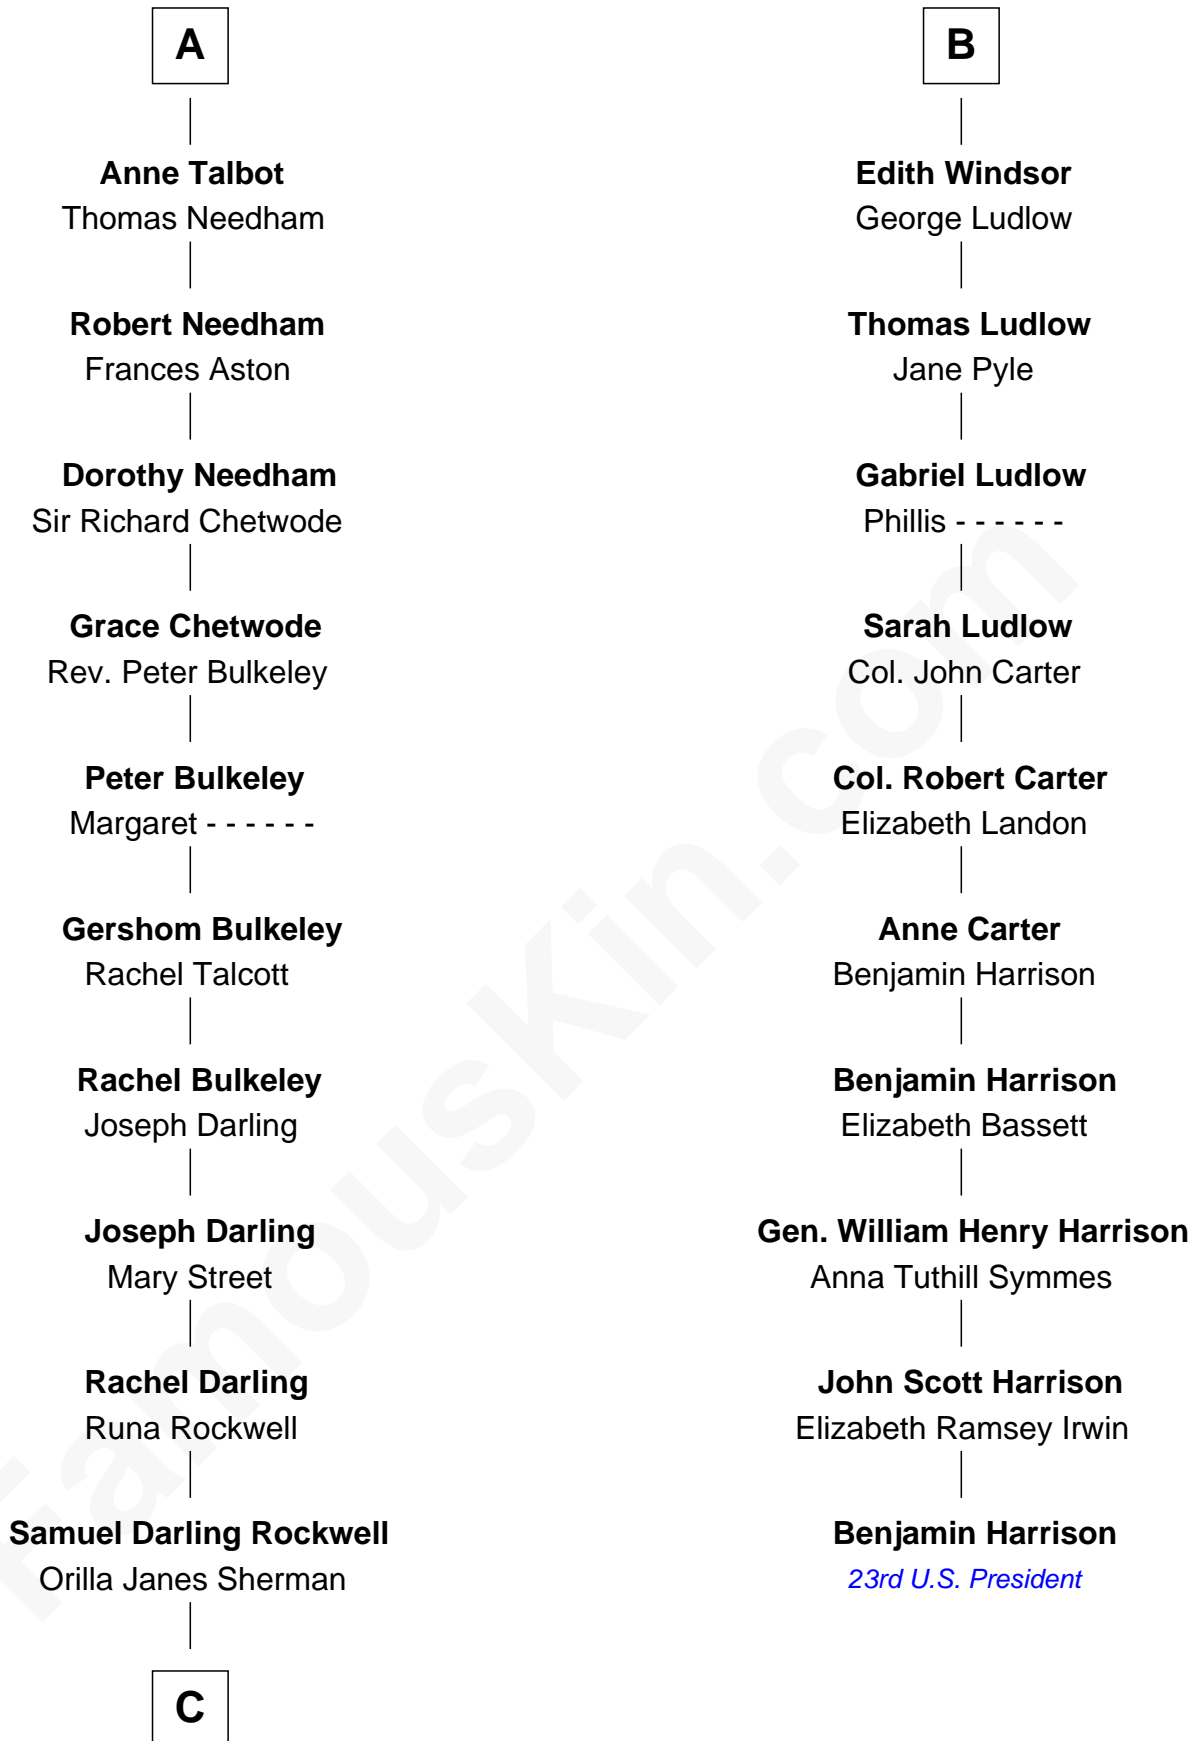 A
Anne Talbot
Thomas Needham
Robert Needham
Frances Aston
Dorothy Needham
Sir Richard Chetwode
Grace Chetwode
Rev. Peter Bulkeley
Peter Bulkeley
Margaret - - - - - -
Gershom Bulkeley
Rachel Talcott
Rachel Bulkeley
Joseph Darling
Joseph Darling
Mary Street
Rachel Darling
Runa Rockwell
Samuel Darling Rockwell
Orilla Janes Sherman
C
B
Edith Windsor
George Ludlow
Thomas Ludlow
Jane Pyle
Gabriel Ludlow
Phillis - - - - - -
Sarah Ludlow
Col. John Carter
Col. Robert Carter
Elizabeth Landon
Anne Carter
Benjamin Harrison
Benjamin Harrison
Elizabeth Bassett
Gen. William Henry Harrison
Anna Tuthill Symmes
John Scott Harrison
Elizabeth Ramsey Irwin
Benjamin Harrison
23rd U.S. President
FamousKin.com